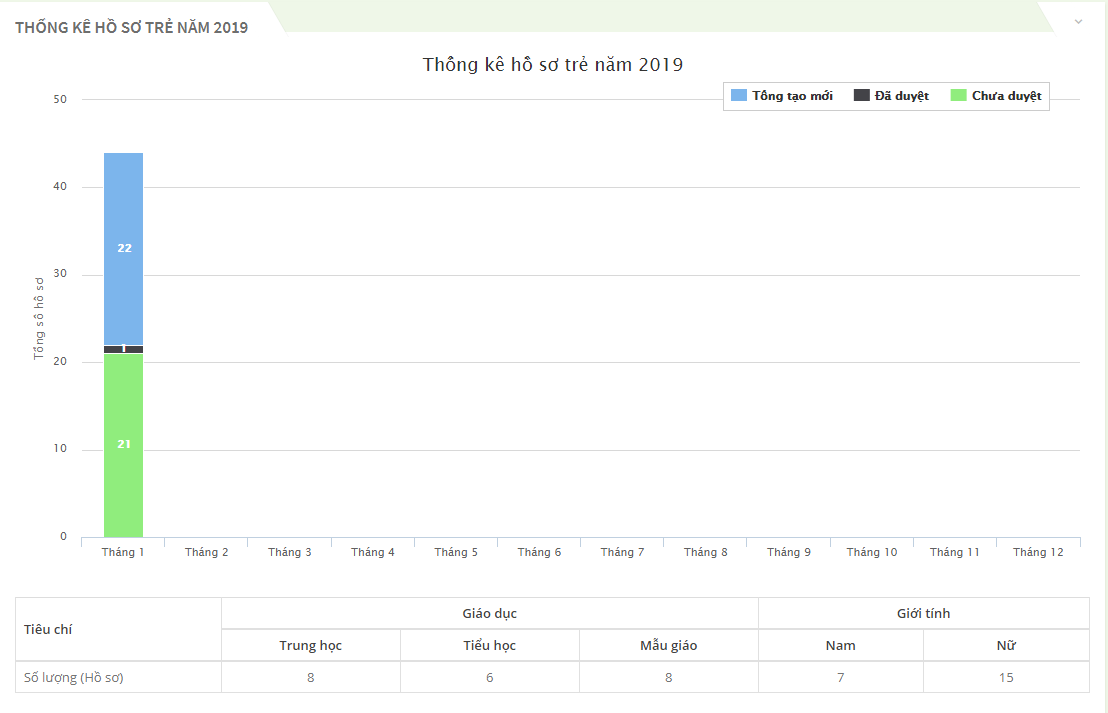 THỐNG KÊ HỒ SƠ TRẺ NĂM 2019
Thống kê hồ sơ trẻ năm 2019
Tổng tạo mới Đã duyệt Chưa duyệt
Tổng số hồ sơ
50
40
30
20
10
0
22
1
21
Tháng 1 Tháng 2 Tháng 3 Tháng 4 Tháng 5 Tháng 6 Tháng 7 Tháng 8 Tháng 9 Tháng 10 Tháng 11 Tháng 12
Tiêu chí Giáo dục Giới tính
Trung học Tiểu học Mẫu giáo Nam Nữ
Số lượng (Hồ sơ) 8 6 8 7 15